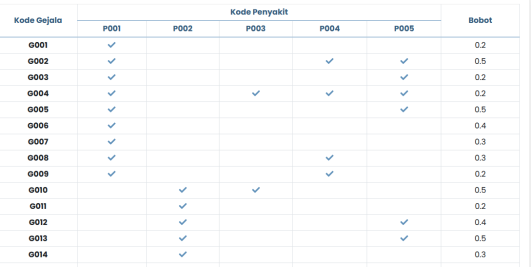 Kode Gejala Kode Penyakit Bobot
P001 P002 P003 P004 P005
G001 ✓ 0.2
G002 ✓ ✓ ✓ 0.5
G003 ✓ ✓ 0.2
G004 ✓ ✓ ✓ ✓ 0.2
G005 ✓ ✓ 0.5
G006 ✓ 0.4
G007 ✓ 0.3
G008 ✓ ✓ 0.3
G009 ✓ ✓ 0.2
G010 ✓ ✓ 0.5
G011 ✓ 0.2
G012 ✓ ✓ 0.4
G013 ✓ ✓ 0.5
G014 ✓ 0.3